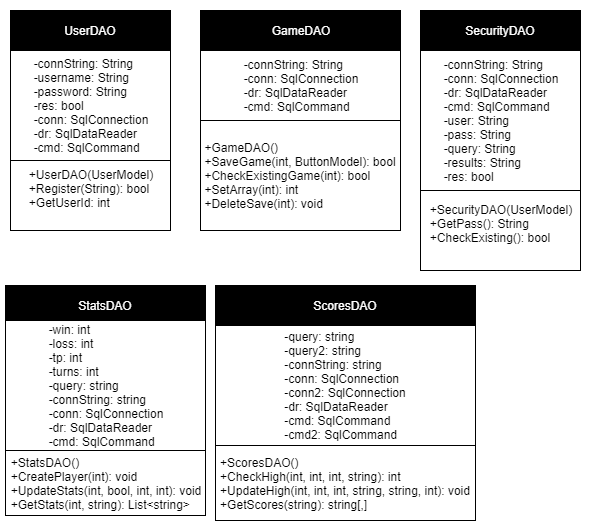 UserDAO
-connString: String
-username: String
-password: String
-res: bool
-conn: SqlConnection
-dr: SqlDataReader
-cmd: SqlCommand
+UserDAO(UserModel)
+Register(String): bool
+GetUserId: int
GameDAO
-connString: String
-conn: SqlConnection
-dr: SqlDataReader
-cmd: SqlCommand
+GameDAO()
+SaveGame(int, ButtonModel): bool
+CheckExistingGame(int): bool
+SetArray(int): int
+DeleteSave(int): void
SecurityDAO
-connString: String
-conn: SqlConnection
-dr: SqlDataReader
-cmd: SqlCommand
-user: String
-pass: String
-query: String
-results: String
-res: bool
+SecurityDAO(UserModel)
+GetPass(): String
+CheckExisting(): bool
StatsDAO
-win: int
-loss: int
-tp: int
-turns: int
-query: string
-connString: string
-conn: SqlConnection
-dr: SqlDataReader
-cmd: SqlCommand
+StatsDAO()
+CreatePlayer(int): void
+UpdateStats(int, bool, int, int): void
+GetStats(int, string): List<string>
ScoresDAO
-query: string
-query2: string
-connString: string
-conn: SqlConnection
-conn2: SqlConnection
-dr: SqlDataReader
-cmd: SqlCommand
-cmd2: SqlCommand
+ScoresDAO()
+CheckHigh(int, int, int, string): int
+UpdateHigh(int, int, int, string, string, int): void
+GetScores(string): string[,]